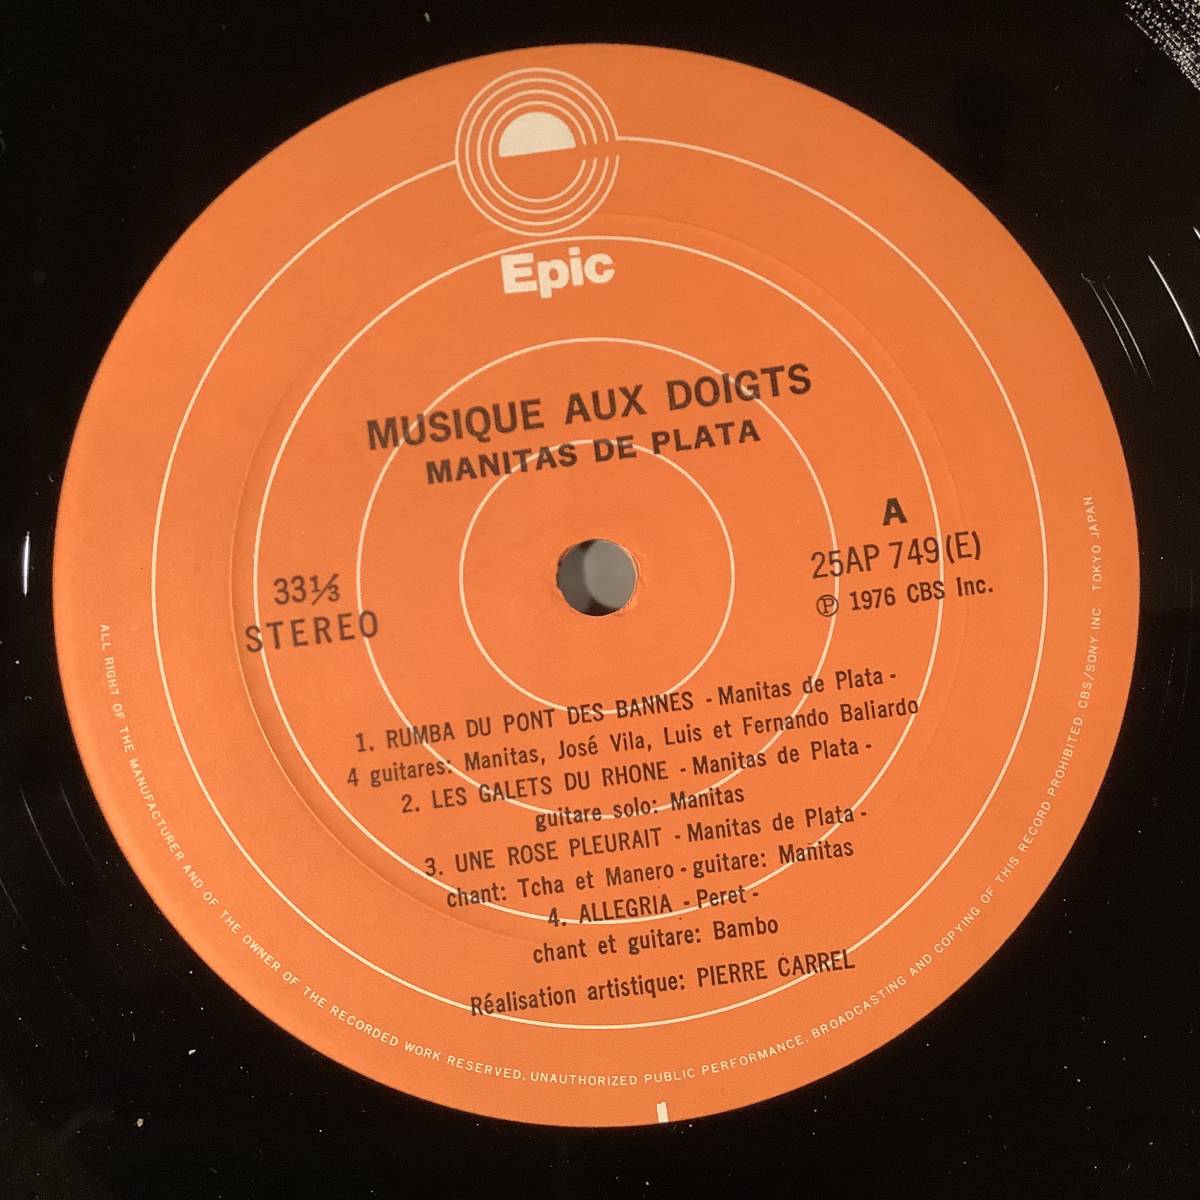 Epic
MUSIQUE AUX DOIGTS
MANITAS DE PLATA
33⅓
STEREO
A
25AP 749(E)
℗ 1976 CBS Inc.
1. RUMBA DU PONT DES BANNES - Manitas de Plata -
4 guitares: Manitas, José Vila, Luis et Fernando Baliardo
2. LES GALETS DU RHONE - Manitas de Plata -
guitare solo: Manitas
3. UNE ROSE PLEURAIT - Manitas de Plata -
chant: Tcha et Manero - guitare: Manitas
4. ALLEGRIA - Peret -
chant et guitare: Bambo
Réalisation artistique: PIERRE CARREL
ALL RIGHT OF THE MANUFACTURER AND OF THE OWNER OF THE RECORDED WORK RESERVED, UNAUTHORIZED PUBLIC PERFORMANCE, BROADCASTING AND COPYING OF THIS RECORD PROHIBITED. CBS/SONY INC TOKYO JAPAN